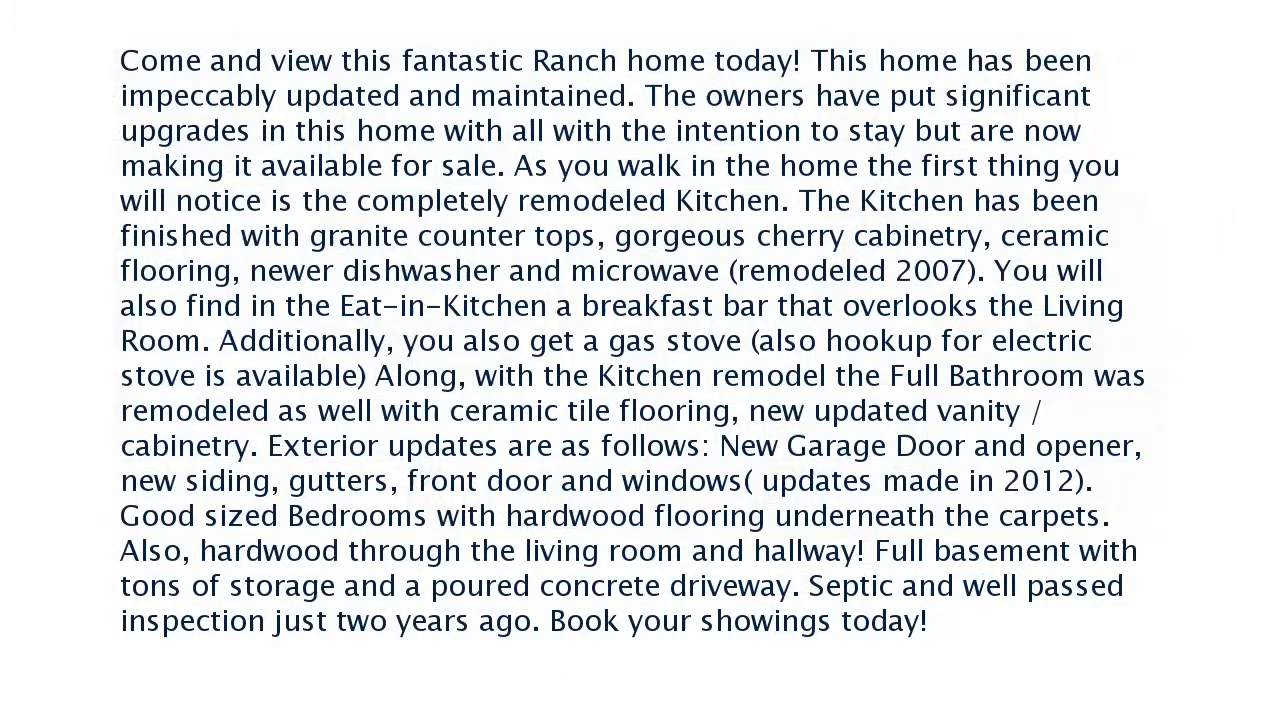 Come and view this fantastic Ranch home today! This home has been
impeccably updated and maintained. The owners have put significant
upgrades in this home with all with the intention to stay but are now
making it available for sale. As you walk in the home the first thing you
will notice is the completely remodeled Kitchen. The Kitchen has been
finished with granite counter tops, gorgeous cherry cabinetry, ceramic
flooring, newer dishwasher and microwave (remodeled 2007). You will
also find in the Eat-in-Kitchen a breakfast bar that overlooks the Living
Room. Additionally, you also get a gas stove (also hookup for electric
stove is available) Along, with the Kitchen remodel the Full Bathroom was
remodeled as well with ceramic tile flooring, new updated vanity /
cabinetry. Exterior updates are as follows: New Garage Door and opener,
new siding, gutters, front door and windows( updates made in 2012).
Good sized Bedrooms with hardwood flooring underneath the carpets.
Also, hardwood through the living room and hallway! Full basement with
tons of storage and a poured concrete driveway. Septic and well passed
inspection just two years ago. Book your showings today!